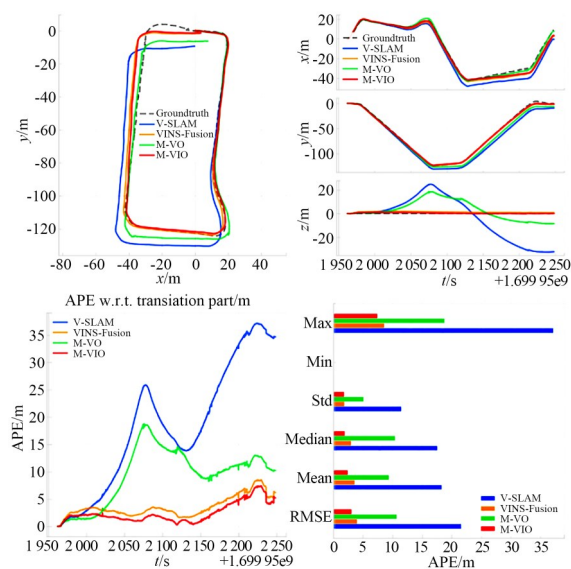 0
-20
-40
-60
-80
-100
-120
y/m
Groundtruth
V-SLAM
VINS-Fusion
M-VO
M-VIO
-80
-60
-40
-20
0
20
40
x/m
20
0
-20
-40
x/m
Groundtruth
V-SLAM
VINS-Fusion
M-VO
M-VIO
0
-50
-100
y/m
20
0
-20
z/m
1 950
2 000
2 050
2 100
2 150
2 200
2 250
t/s
+1.699 95e9
APE w.r.t. transiation part/m
35
30
25
20
15
10
5
0
APE/m
V-SLAM
VINS-Fusion
M-VO
M-VIO
1 950
2 000
2 050
2 100
2 150
2 200
2 250
t/s
+1.699 95e9
Max
Min
Std
Median
Mean
RMSE
V-SLAM
VINS-Fusion
M-VO
M-VIO
0
5
10
15
20
25
30
35
APE/m